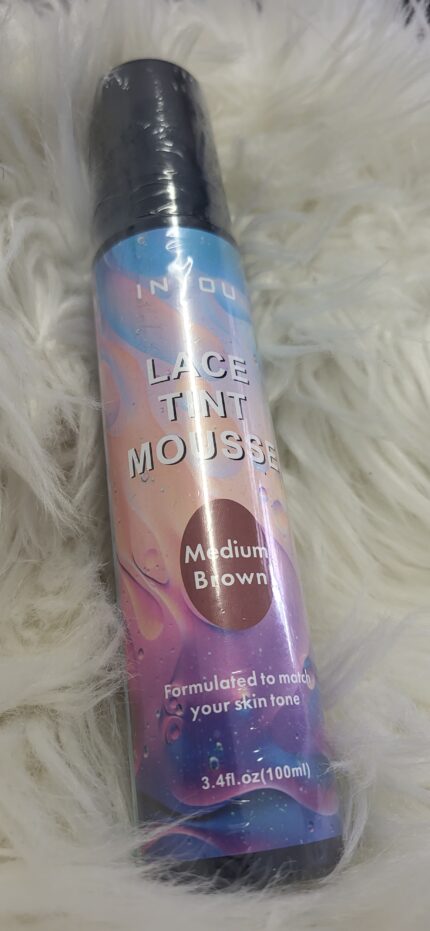 LACE
TINT
MOUSSE
Medium
Brown
Formulated to match
your skin tone
3.4fl.oz(100ml)